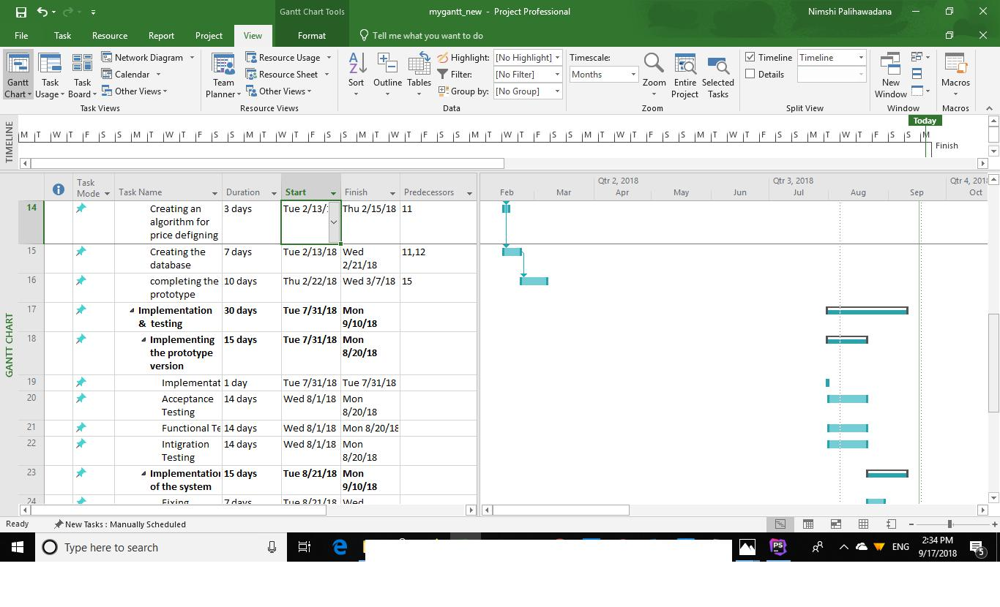 Gantt Chart Tools
mygantt_new - Project Professional
Nimshi Palihawadana
File Task Resource Report Project View Format Tell me what you want to do
Gantt Chart
Task Usage
Task Board
Network Diagram
Calendar
Other Views
Task Views
Team Planner
Resource Usage
Resource Sheet
Other Views
Resource Views
Sort
Outline
Tables
Highlight: [No Highlight]
Filter: [No Filter]
Group by: [No Group]
Data
Timescale:
Months
Zoom
Entire Project
Selected Tasks
Zoom
Timeline Timeline
Details
Split View
New Window
Window
Macros
Macros
TIMELINE
Today
M T W T F S S M T W T F S S M T W T F S S M T W T F S S M T W T F S S M T W T F S S M T W T F S S M T W T F S S M
Finish
GANTT CHART
Task Mode Task Name Duration Start Finish Predecessors
Qtr 2, 2018 Qtr 3, 2018 Qtr 4, 201
Feb Mar Apr May Jun Jul Aug Sep Oct
14 Creating an 3 days Tue 2/13/ Thu 2/15/18 11
algorithm for
price defigning
15 Creating the 7 days Tue 2/13/18 Wed 11,12
database 2/21/18
16 completing the 10 days Thu 2/22/18 Wed 3/7/18 15
prototype
17 Implementation 30 days Tue 7/31/18 Mon
& testing 9/10/18
18 Implementing 15 days Tue 7/31/18 Mon
the prototype 8/20/18
version
19 Implementat 1 day Tue 7/31/18 Tue 7/31/18
20 Acceptance 14 days Wed 8/1/18 Mon
Testing 8/20/18
21 Functional Te 14 days Wed 8/1/18 Mon 8/20/18
22 Intigration 14 days Wed 8/1/18 Mon
Testing 8/20/18
23 Implementation 15 days Tue 8/21/18 Mon
of the system 9/10/18
24 Fixing 7 days Tue 8/21/18 Wed
Ready New Tasks : Manually Scheduled
Type here to search
PS
ENG
2:34 PM
9/17/2018
5